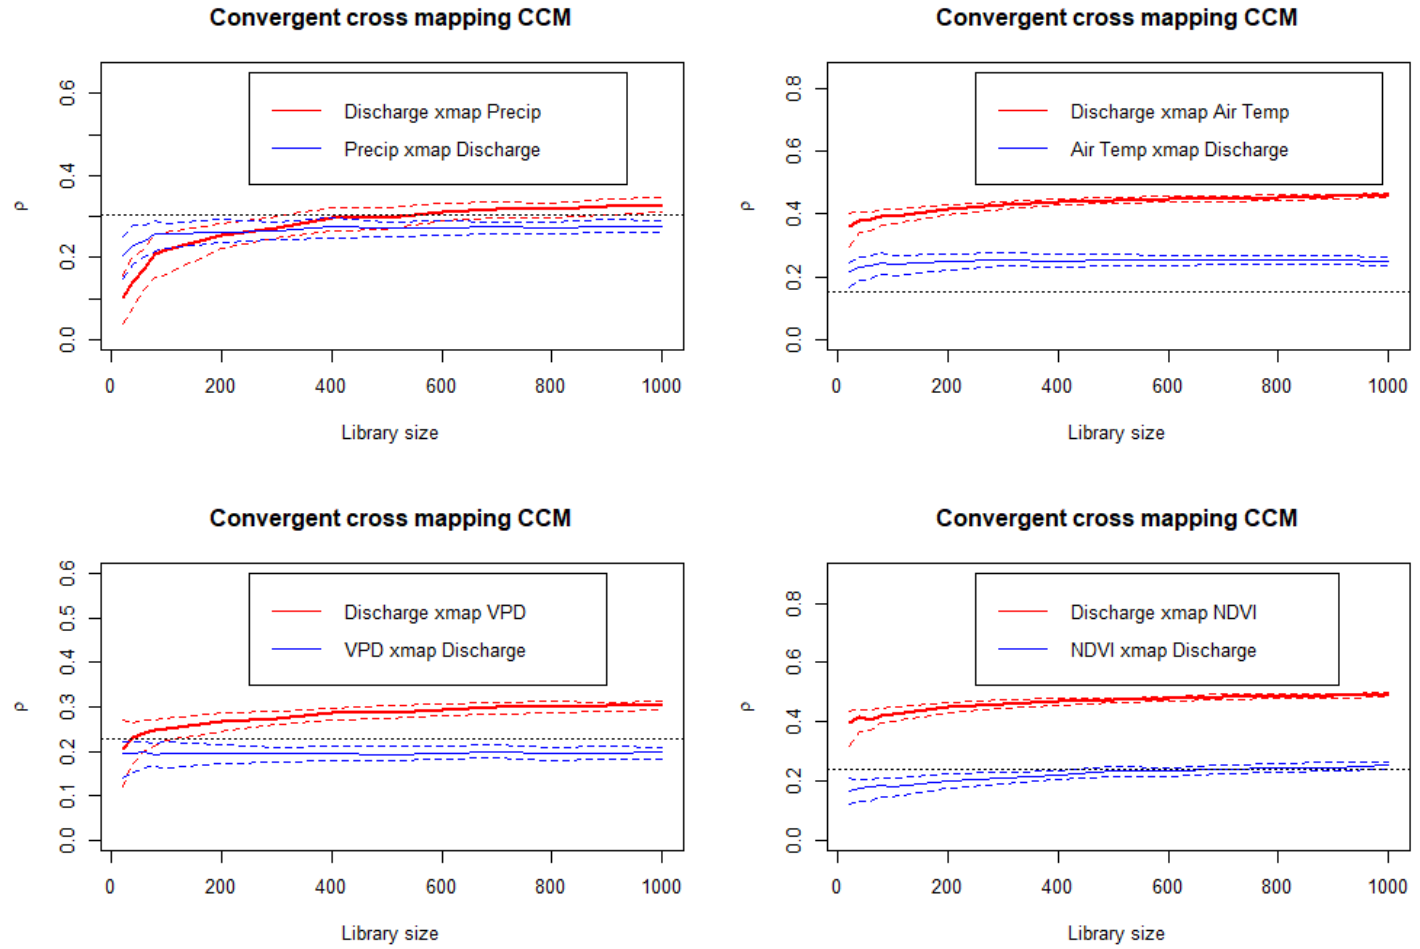 Convergent cross mapping CCM
Discharge xmap Precip
Precip xmap Discharge
ρ
0.0 0.2 0.4 0.6
0 200 400 600 800 1000
Library size
Convergent cross mapping CCM
Discharge xmap Air Temp
Air Temp xmap Discharge
ρ
0.0 0.2 0.4 0.6 0.8
0 200 400 600 800 1000
Library size
Convergent cross mapping CCM
Discharge xmap VPD
VPD xmap Discharge
ρ
0.0 0.1 0.2 0.3 0.4 0.5 0.6
0 200 400 600 800 1000
Library size
Convergent cross mapping CCM
Discharge xmap NDVI
NDVI xmap Discharge
ρ
0.0 0.2 0.4 0.6 0.8
0 200 400 600 800 1000
Library size